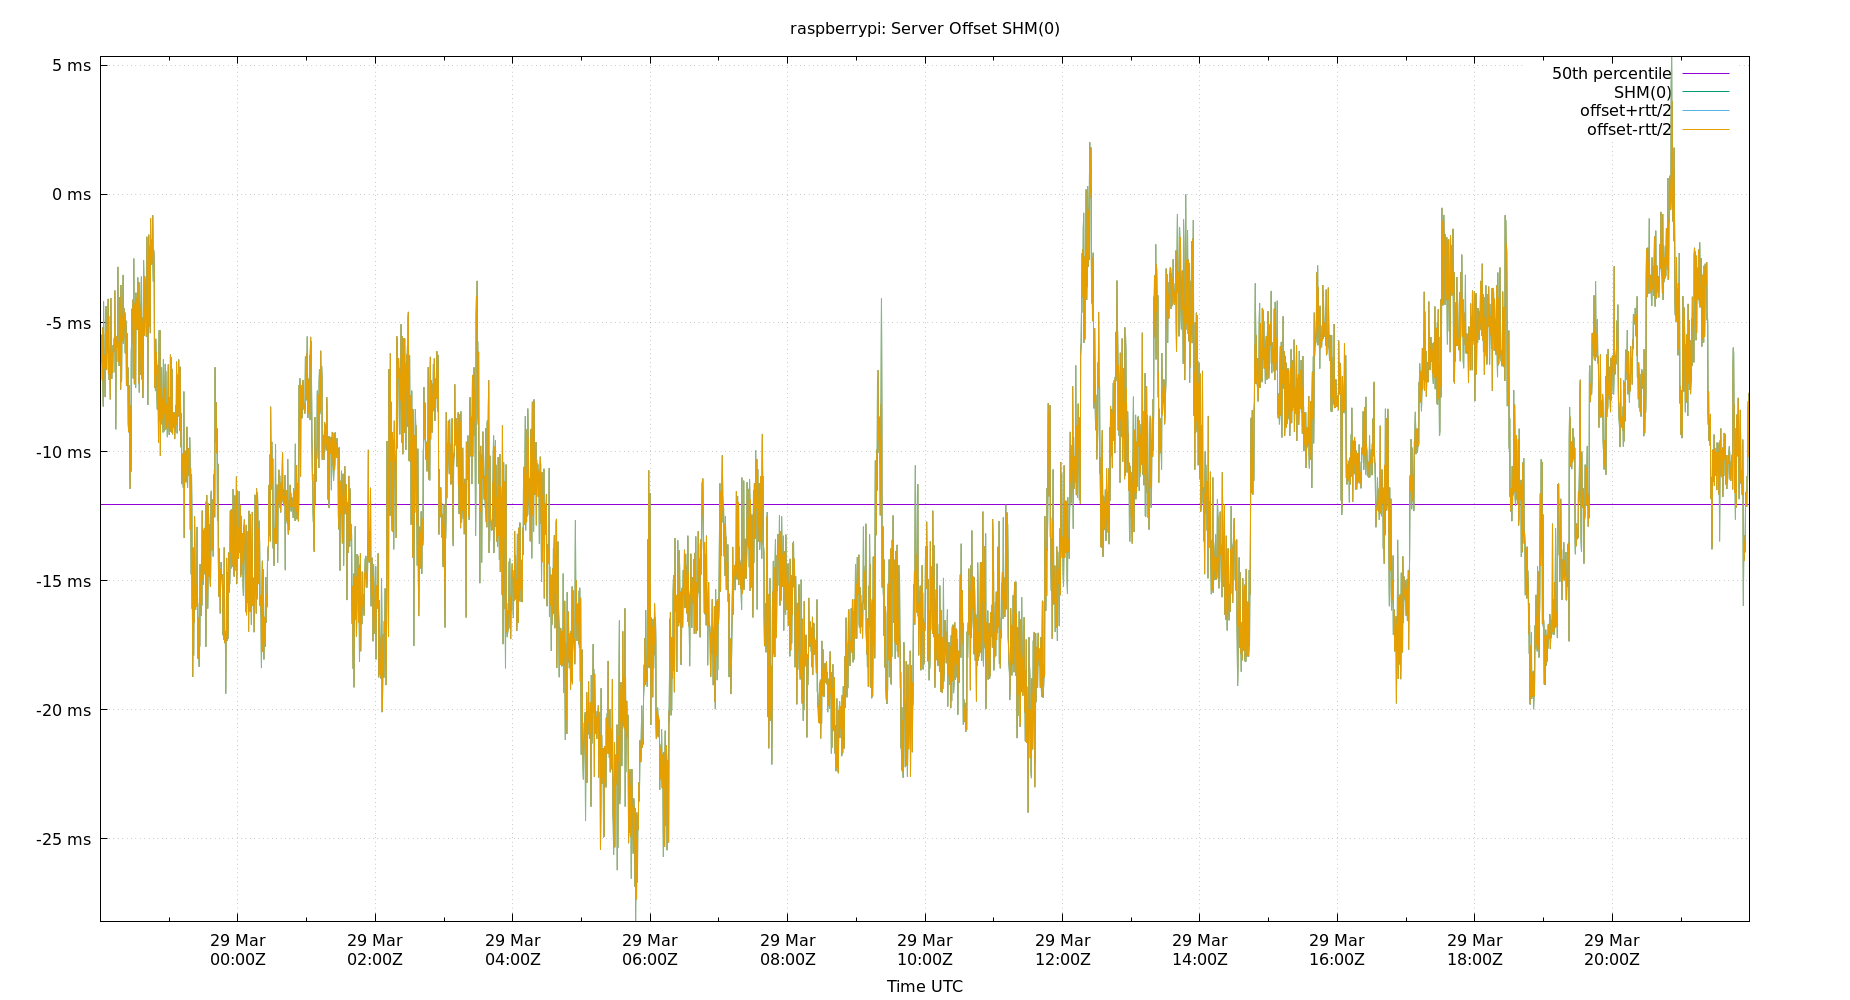 raspberrypi: Server Offset SHM(0)
5 ms
0 ms
-5 ms
-10 ms
-15 ms
-20 ms
-25 ms
50th percentile
SHM(0)
offset+rtt/2
offset-rtt/2
29 Mar 29 Mar 29 Mar 29 Mar 29 Mar 29 Mar 29 Mar 29 Mar 29 Mar 29 Mar 29 Mar
00:00Z 02:00Z 04:00Z 06:00Z 08:00Z 10:00Z 12:00Z 14:00Z 16:00Z 18:00Z 20:00Z
Time UTC